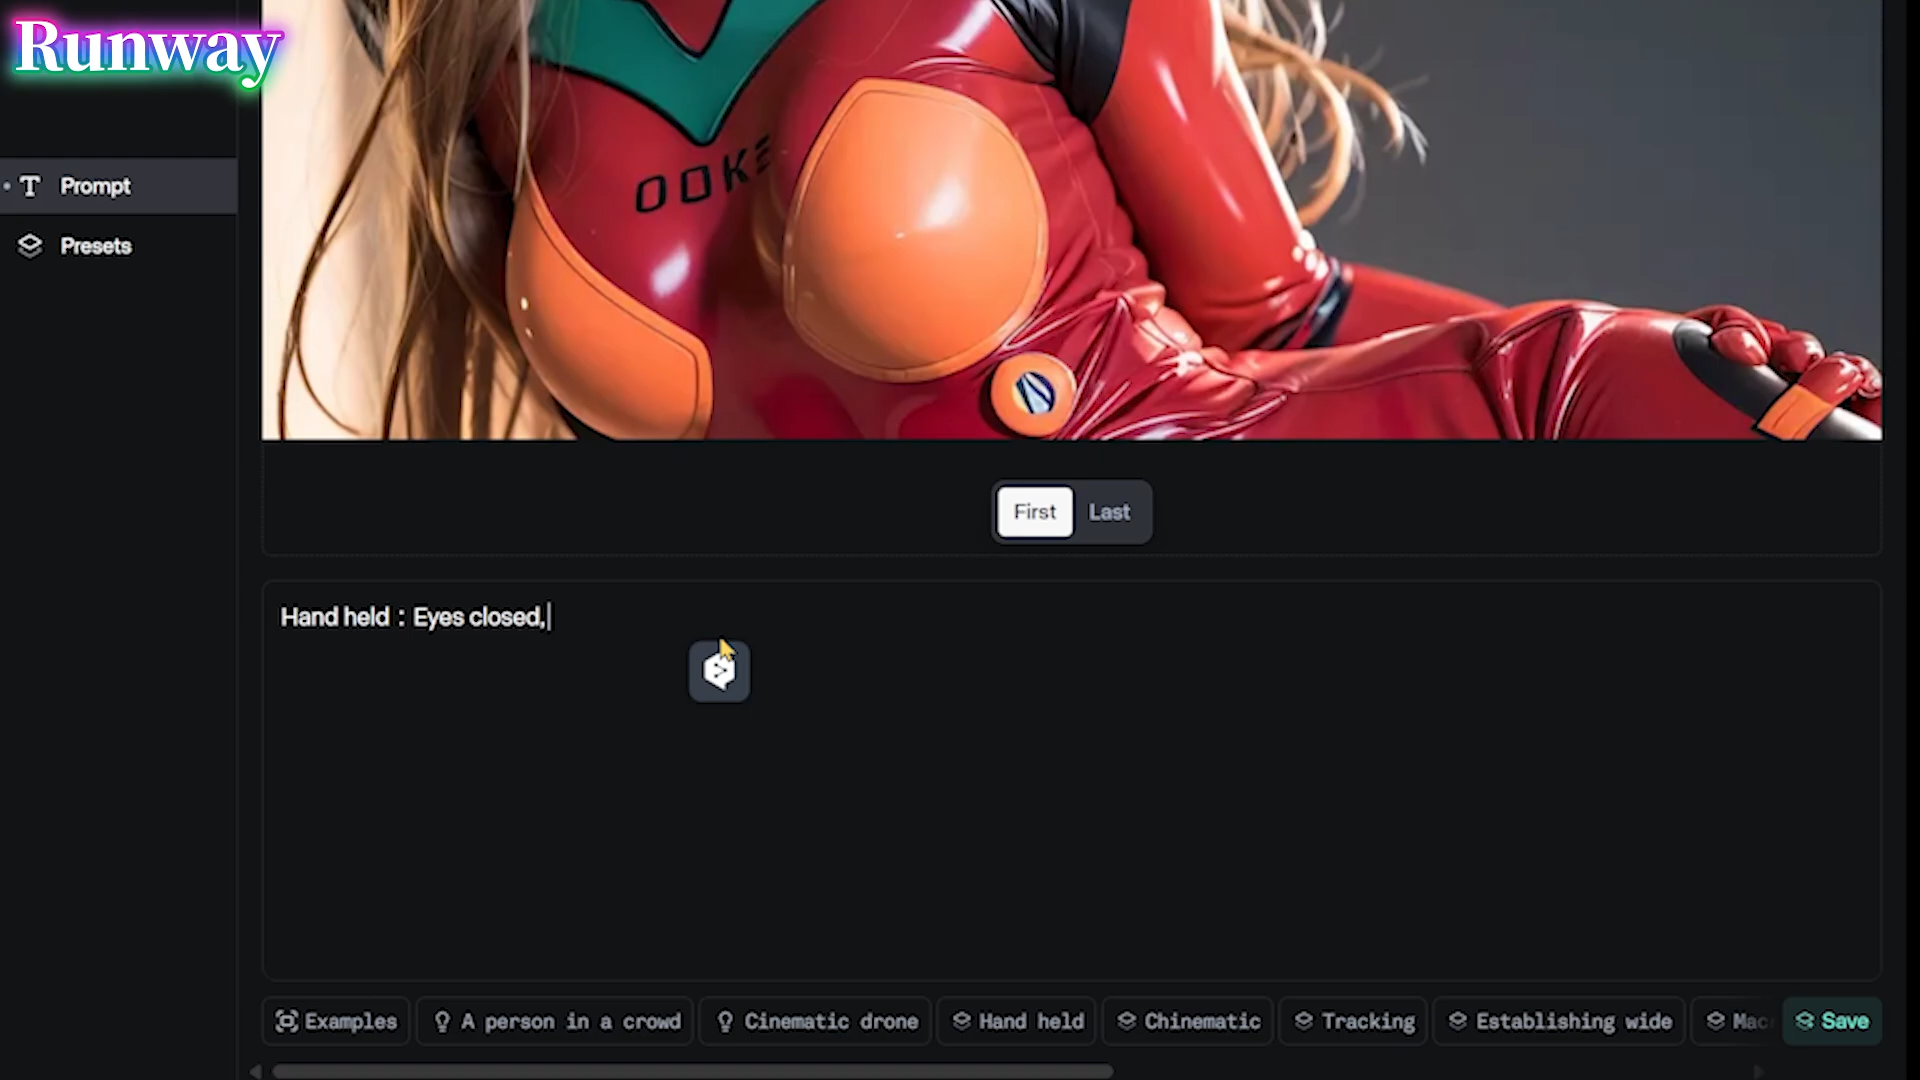 Runway
Prompt
Presets
First Last
Hand held : Eyes closed,
Examples A person in a crowd Cinematic drone Hand held Chinematic Tracking Establishing wide Save